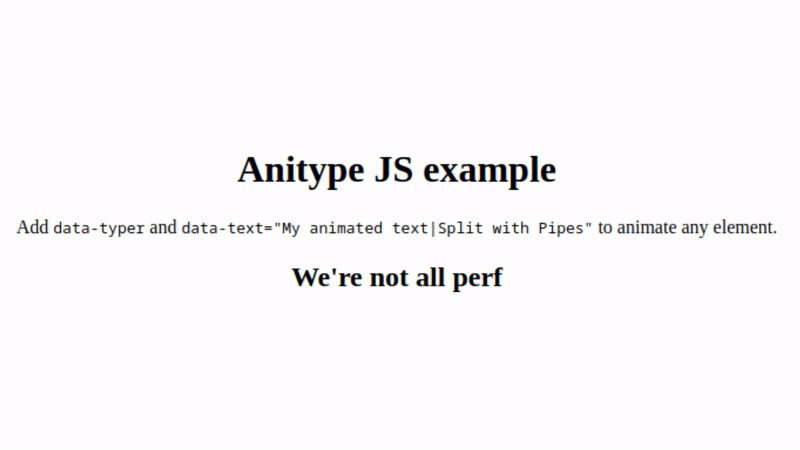 Anitype JS example
Add data-typer and data-text="My animated text|Split with Pipes" to animate any element.
We're not all perf